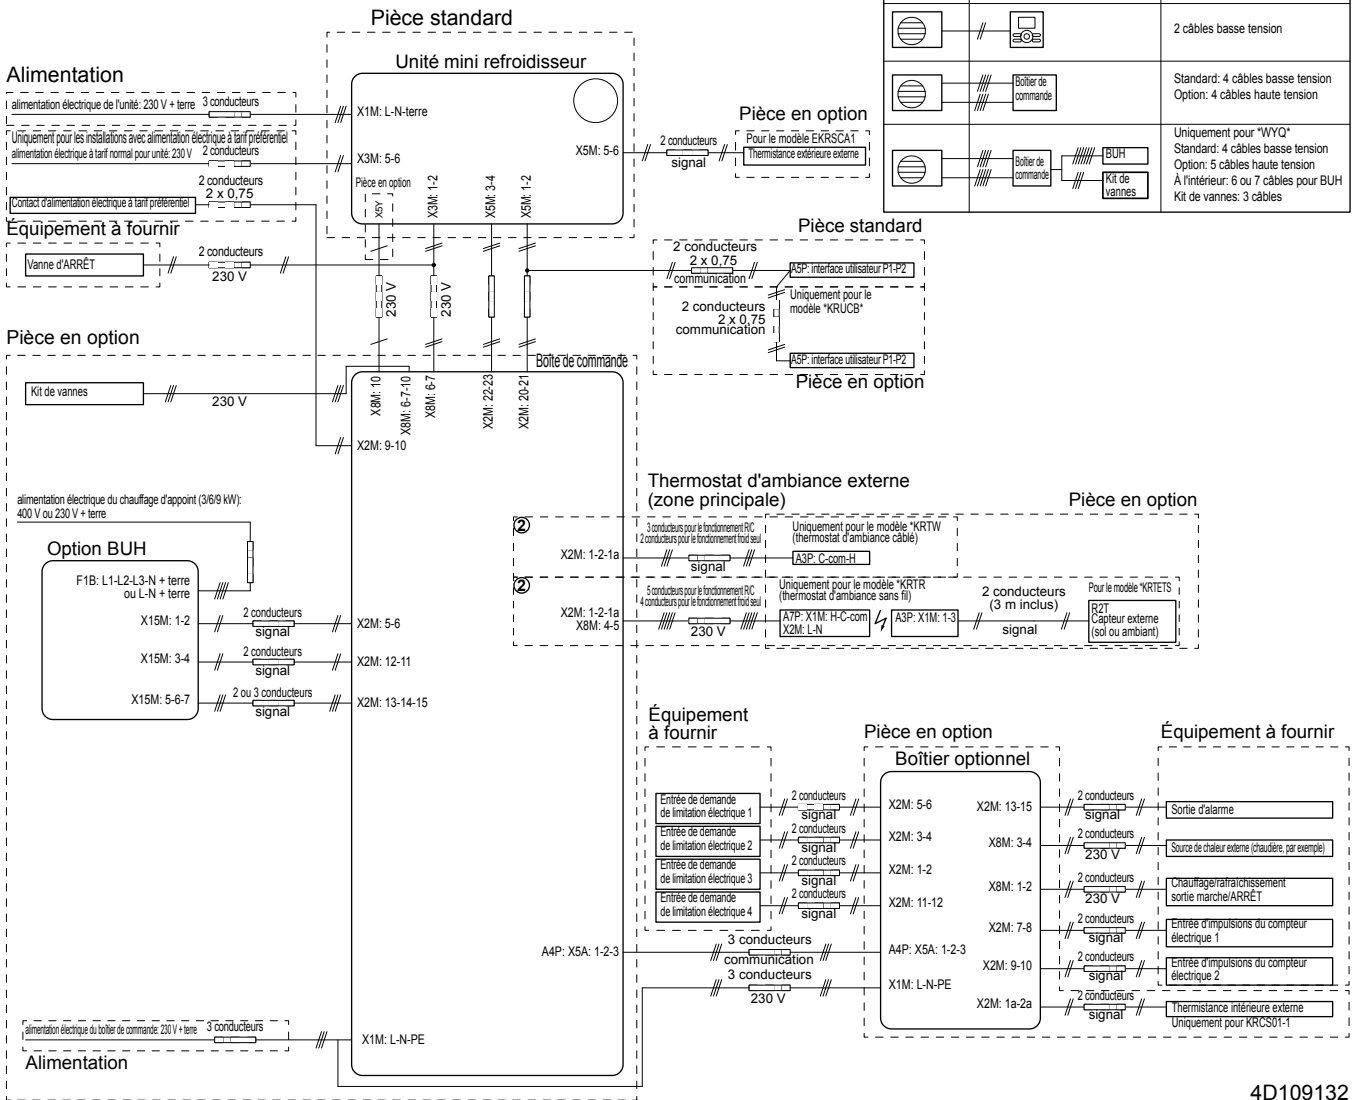 Pièce standard
Unité mini refroidisseur
Alimentation
alimentation électrique de l'unité: 230 V + terre
3 conducteurs
X1M: L-N-terre
Uniquement pour les installations avec alimentation électrique à tarif préférentiel
alimentation électrique à tarif normal pour unité: 230 V
2 conducteurs
X3M: 5-6
2 conducteurs
2 x 0,75
Contact d'alimentation électrique à tarif préférentiel
Pièce en option
X5Y
X3M: 1-2
X5M: 3-4
X5M: 1-2
X5M: 5-6
2 conducteurs
signal
Pièce en option
Pour le modèle EKRSCA1
Thermistance extérieure externe
2 câbles basse tension
Boîtier de
commande
Standard: 4 câbles basse tension
Option: 4 câbles haute tension
Boîtier de
commande
BUH
Kit de
vannes
Uniquement pour *WYQ*
Standard: 4 câbles basse tension
Option: 5 câbles haute tension
À l'intérieur: 6 ou 7 câbles pour BUH
Kit de vannes: 3 câbles
Équipement à fournir
Vanne d'ARRÊT
2 conducteurs
230 V
230 V
230 V
Pièce standard
2 conducteurs
2 x 0,75
communication
A5P: interface utilisateur P1-P2
2 conducteurs
2 x 0,75
communication
Uniquement pour le
modèle *KRUCB*
A5P: interface utilisateur P1-P2
Pièce en option
Pièce en option
Boîte de commande
Kit de vannes
230 V
X8M: 10
X8M: 6-7-10
X8M: 6-7
X2M: 22-23
X2M: 20-21
X2M: 9-10
alimentation électrique du chauffage d'appoint (3/6/9 kW):
400 V ou 230 V + terre
Option BUH
F1B: L1-L2-L3-N + terre
ou L-N + terre
X15M: 1-2
2 conducteurs
signal
X2M: 5-6
X15M: 3-4
2 conducteurs
signal
X2M: 12-11
X15M: 5-6-7
2 ou 3 conducteurs
signal
X2M: 13-14-15
Thermostat d'ambiance externe
(zone principale)
Pièce en option
2
X2M: 1-2-1a
3 conducteurs pour le fonctionnement R/C
2 conducteurs pour le fonctionnement froid seul
signal
Uniquement pour le modèle *KRTW
(thermostat d'ambiance câblé)
A3P: C-com-H
2
X2M: 1-2-1a
X8M: 4-5
5 conducteurs pour le fonctionnement R/C
4 conducteurs pour le fonctionnement froid seul
230 V
Uniquement pour le modèle *KRTR
(thermostat d'ambiance sans fil)
A7P: X1M: H-C-com
X2M: L-N
A3P: X1M: 1-3
2 conducteurs
(3 m inclus)
signal
Pour le modèle *KRTETS
R2T
Capteur externe
(sol ou ambiant)
Équipement
à fournir
Pièce en option
Équipement à fournir
Boîtier optionnel
Entrée de demande
de limitation électrique 1
2 conducteurs
signal
X2M: 5-6
Entrée de demande
de limitation électrique 2
2 conducteurs
signal
X2M: 3-4
Entrée de demande
de limitation électrique 3
2 conducteurs
signal
X2M: 1-2
Entrée de demande
de limitation électrique 4
2 conducteurs
signal
X2M: 11-12
X2M: 13-15
2 conducteurs
signal
Sortie d'alarme
X8M: 3-4
2 conducteurs
230 V
Source de chaleur externe (chaudière, par exemple)
X8M: 1-2
2 conducteurs
230 V
Chauffage/rafraîchissement
sortie marche/ARRÊT
X2M: 7-8
2 conducteurs
signal
Entrée d'impulsions du compteur
électrique 1
X2M: 9-10
2 conducteurs
signal
Entrée d'impulsions du compteur
électrique 2
X2M: 1a-2a
2 conducteurs
signal
Thermistance intérieure externe
Uniquement pour KRCS01-1
A4P: X5A: 1-2-3
3 conducteurs
communication
A4P: X5A: 1-2-3
3 conducteurs
230 V
X1M: L-N-PE
alimentation électrique du boîtier de commande: 230 V + terre
3 conducteurs
X1M: L-N-PE
Alimentation
4D109132